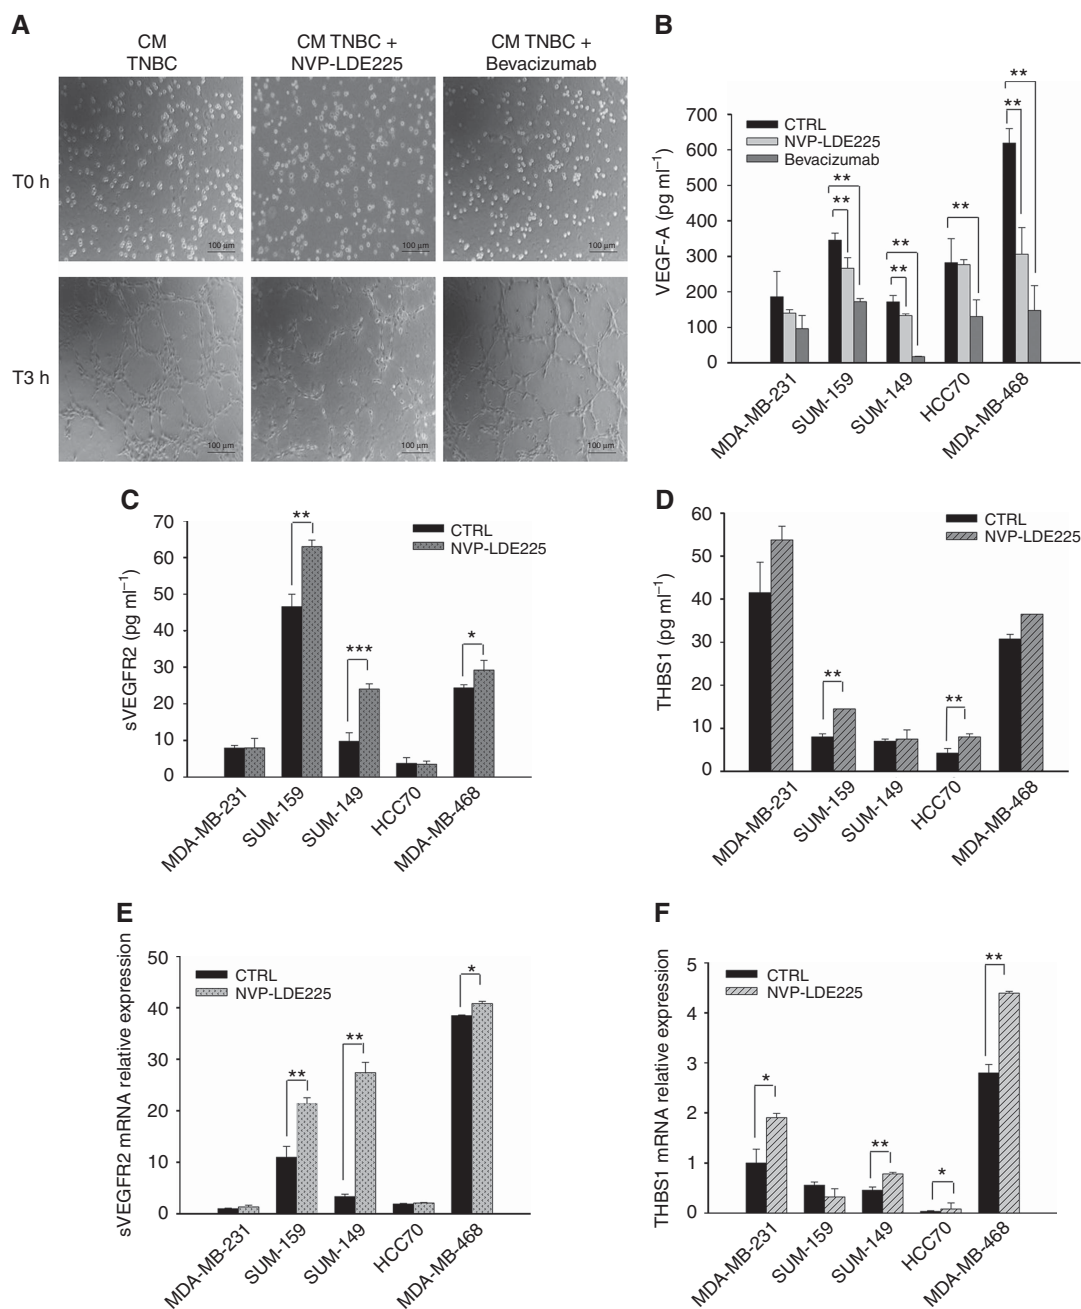 A
CM
TNBC
CM TNBC +
NVP-LDE225
CM TNBC +
Bevacizumab
T0 h
100 μm
100 μm
100 μm
T3 h
100 μm
100 μm
100 μm
B
VEGF-A (pg ml⁻¹)
700
600
500
400
300
200
100
0
CTRL
NVP-LDE225
Bevacizumab
**
**
**
**
**
**
**
MDA-MB-231
SUM-159
SUM-149
HCC70
MDA-MB-468
C
sVEGFR2 (pg ml⁻¹)
70
60
50
40
30
20
10
0
CTRL
NVP-LDE225
**
***
*
MDA-MB-231
SUM-159
SUM-149
HCC70
MDA-MB-468
D
THBS1 (pg ml⁻¹)
60
50
40
30
20
10
0
CTRL
NVP-LDE225
**
**
MDA-MB-231
SUM-159
SUM-149
HCC70
MDA-MB-468
E
sVEGFR2 mRNA relative expression
50
40
30
20
10
0
CTRL
NVP-LDE225
**
**
*
MDA-MB-231
SUM-159
SUM-149
HCC70
MDA-MB-468
F
THBS1 mRNA relative expression
5
4
3
2
1
0
CTRL
NVP-LDE225
*
**
*
**
MDA-MB-231
SUM-159
SUM-149
HCC70
MDA-MB-468